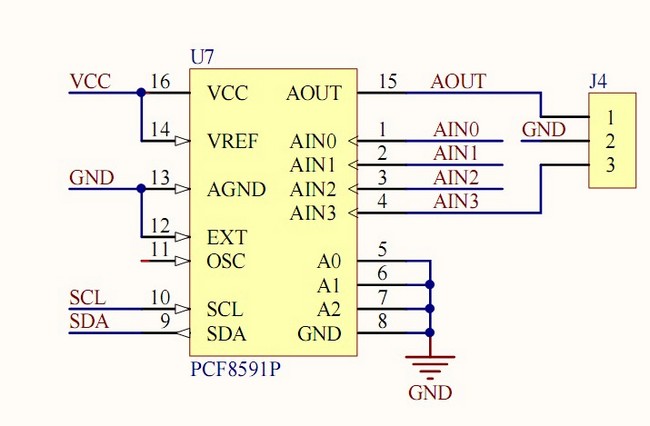 U7
J4
VCC 16 VCC AOUT 15 AOUT
1
14 VREF AIN0 1 AIN0 GND 2
AIN1 2 AIN1 3
GND 13 AGND AIN2 3 AIN2
AIN3 4 AIN3
12 EXT
11 OSC A0 5
A1 6
SCL 10 SCL A2 7
SDA 9 SDA GND 8
PCF8591P
GND